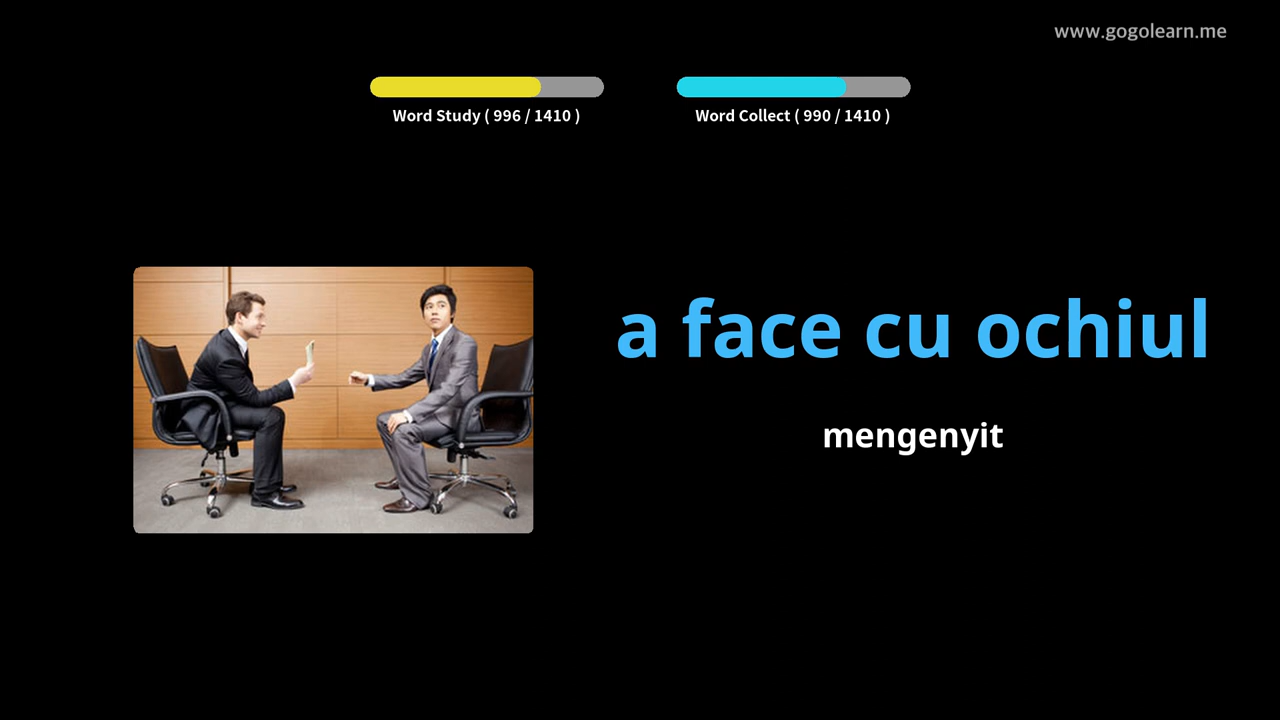 www.gogolearn.me
Word Study ( 996 / 1410 )
Word Collect ( 990 / 1410 )
a face cu ochiul
mengenyit